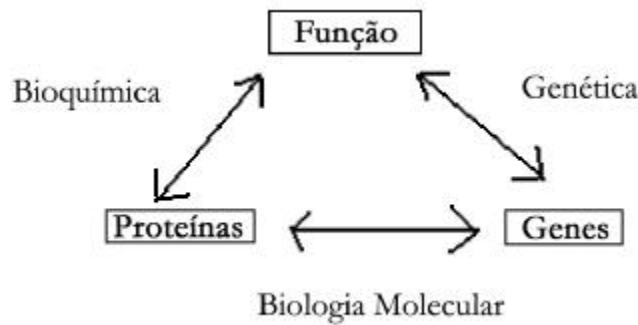 Função
Bioquímica
Genética
Proteínas
Genes
Biologia Molecular